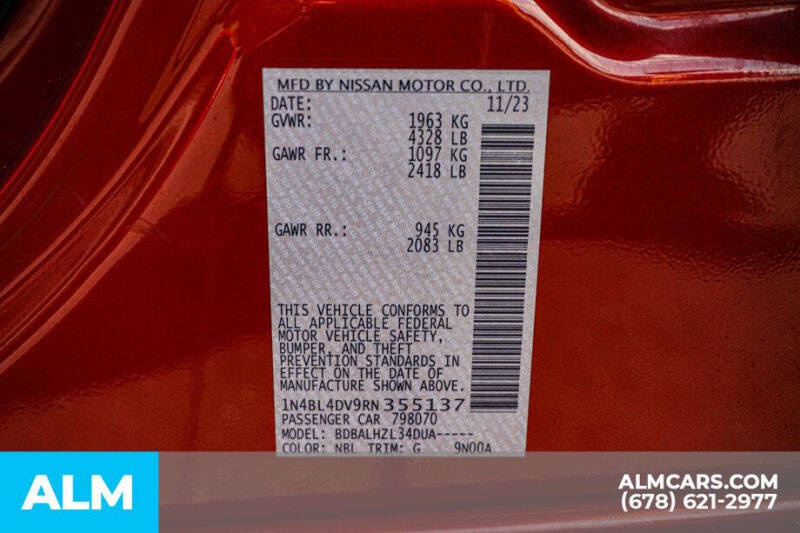 MFD BY NISSAN MOTOR CO., LTD.
DATE: 11/23
GVWR: 1963 KG
4328 LB
GAWR FR.: 1097 KG
2418 LB
GAWR RR.: 945 KG
2083 LB
THIS VEHICLE CONFORMS TO
ALL APPLICABLE FEDERAL
MOTOR VEHICLE SAFETY,
BUMPER, AND THEFT
PREVENTION STANDARDS IN
EFFECT ON THE DATE OF
MANUFACTURE SHOWN ABOVE.
1N4BL4DV9RN355137
PASSENGER CAR 798070
MODEL: BDBALHZL34DUA-----
COLOR: NBL TRIM: G 9N00A
ALM
ALMCARS.COM
(678) 621-2977